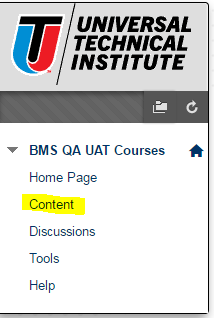 UNIVERSAL
TECHNICAL
INSTITUTE
BMS QA UAT Courses
Home Page
Content
Discussions
Tools
Help